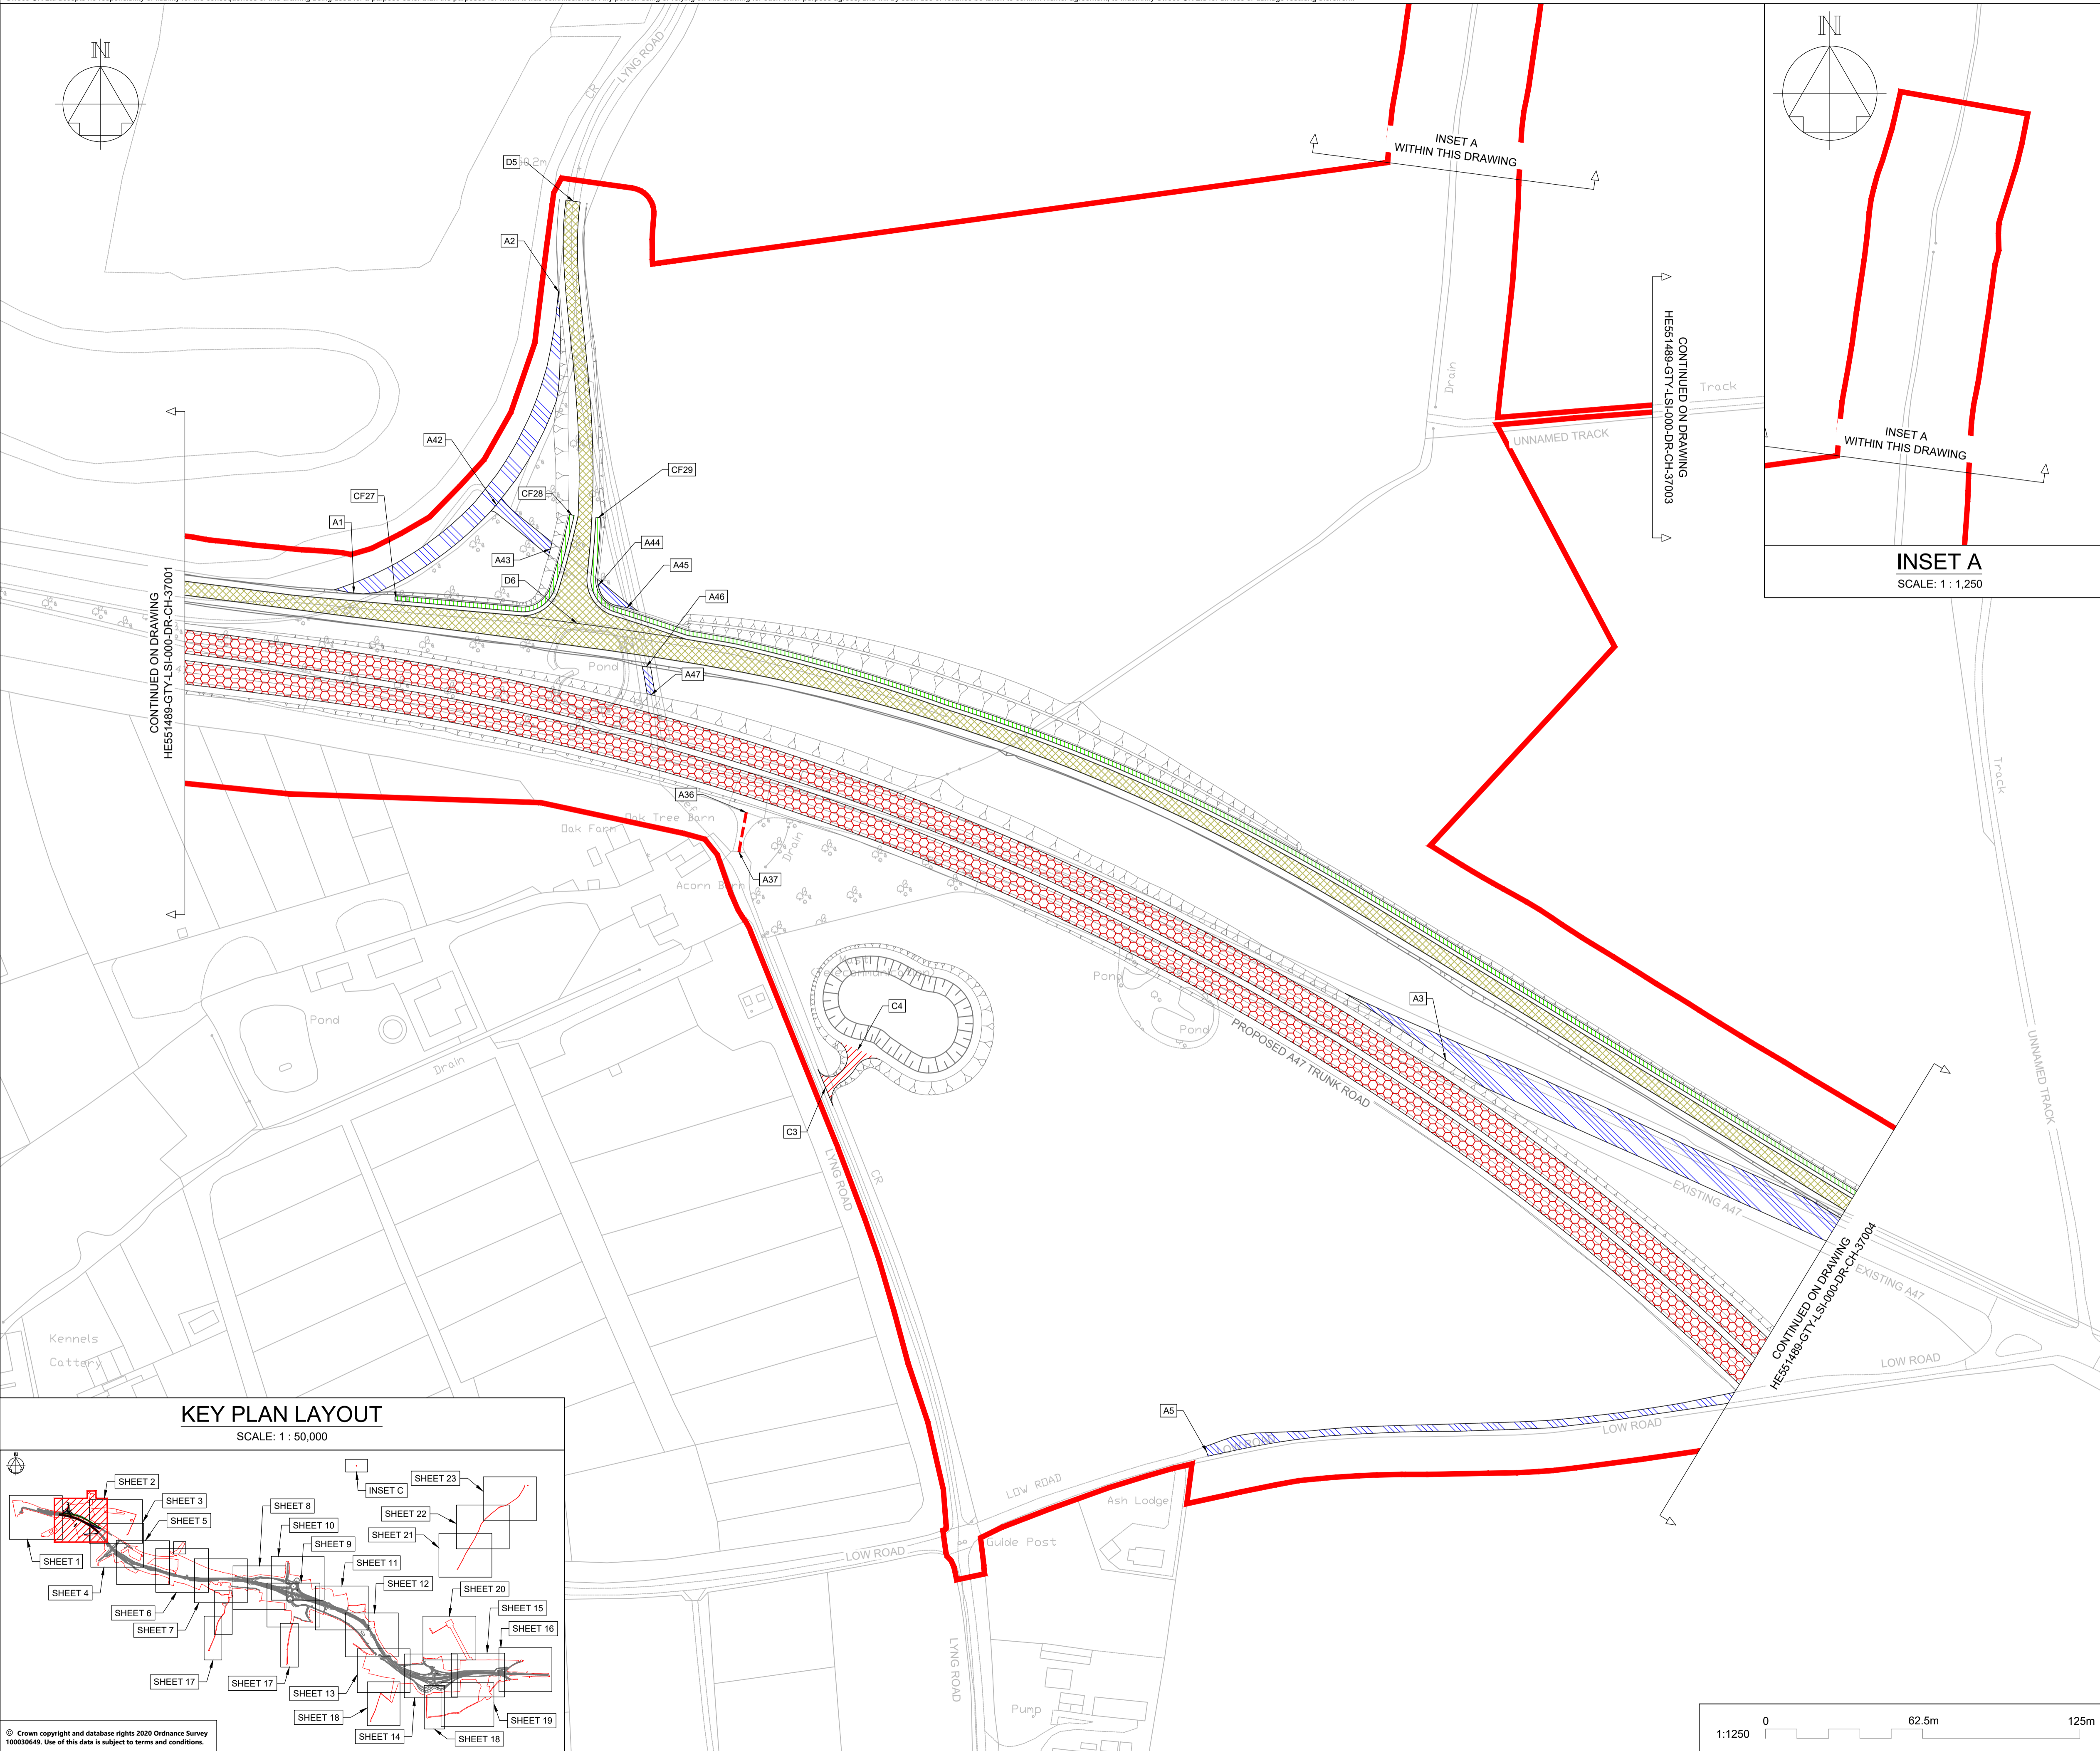 N
N
CR
LYNG ROAD
D5
A2
INSET A
WITHIN THIS DRAWING
CONTINUED ON DRAWING
HE551489-GTY-LSI-000-DR-CH-37003
Drain
Track
UNNAMED TRACK
INSET A
WITHIN THIS DRAWING
INSET A
SCALE: 1 : 1,250
A42
CF27
CF28
CF29
A1
A43
A44
A45
D6
A46
A47
Pond
CONTINUED ON DRAWING
HE551489-GTY-LSI-000-DR-CH-37001
A36
A37
Oak Farm
Oak Tree Barn
Acorn Barn
Drain
Track
UNNAMED TRACK
Pond
Drain
C4
C3
Pond
Pond
A3
PROPOSED A47 TRUNK ROAD
LYNG ROAD
CR
EXISTING A47
EXISTING A47
CONTINUED ON DRAWING
HE551489-GTY-LSI-000-DR-CH-37004
LOW ROAD
Kennels
Cattery
A5
LOW ROAD
LOW ROAD
LOW ROAD
Ash Lodge
Guide Post
LOW ROAD
LYNG ROAD
Pump
KEY PLAN LAYOUT
SCALE: 1 : 50,000
N
SHEET 2
SHEET 3
SHEET 5
SHEET 1
SHEET 4
SHEET 6
SHEET 7
SHEET 8
SHEET 10
SHEET 9
SHEET 11
SHEET 12
INSET C
SHEET 23
SHEET 22
SHEET 21
SHEET 20
SHEET 15
SHEET 16
SHEET 17
SHEET 17
SHEET 13
SHEET 18
SHEET 14
SHEET 18
SHEET 19
© Crown copyright and database rights 2020 Ordnance Survey
100030649. Use of this data is subject to terms and conditions.
1:1250
0
62.5m
125m